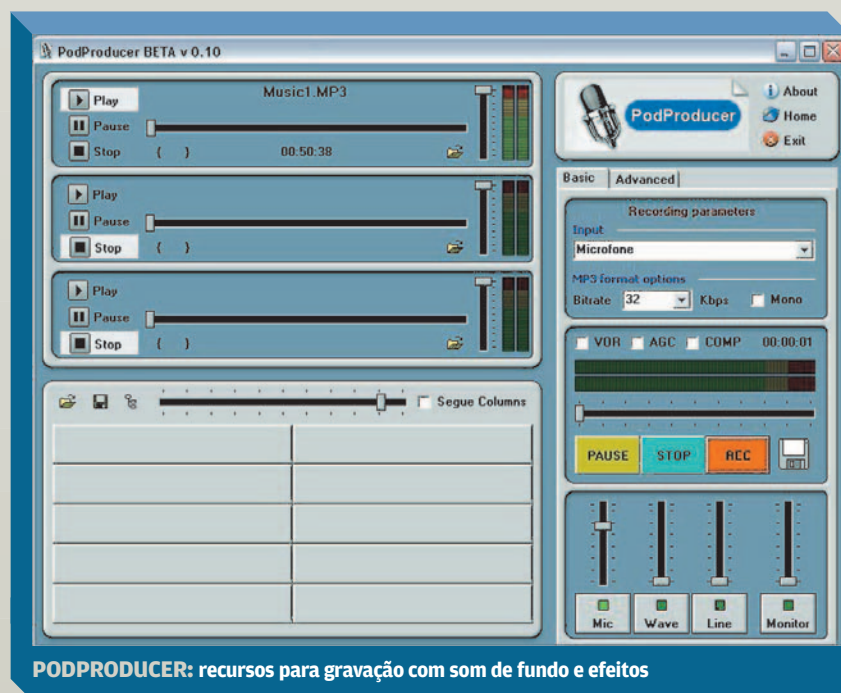 PodProducer BETA v 0.10
Music1.MP3
Play
Pause
Stop
{ }
00:50:38
Play
Pause
Stop
{ }
Play
Pause
Stop
{ }
Segue Columns
PodProducer
About
Home
Exit
Basic
Advanced
Recording parameters
Input
Microfone
MP3 format options
Bitrate 32 Kbps Mono
VOR AGC COMP 00:00:01
PAUSE STOP REC
Mic Wave Line Monitor
PODPRODUCER: recursos para gravação com som de fundo e efeitos